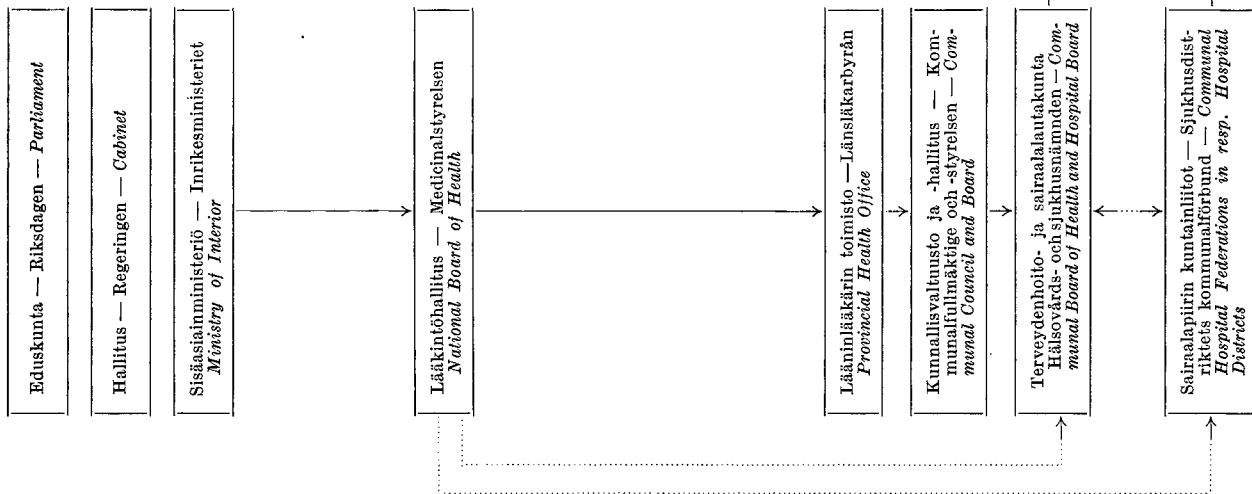 Eduskunta — Riksdagen — Parliament
Hallitus — Regeringen — Cabinet
Sisäasiainministeriö — Inrikesministeriet
Ministry of Interior
Lääkintöhallitus — Medicinalstyrelsen
National Board of Health
Lääninlääkärin toimisto —Länsläkarbyrån
Provincial Health Office
Kunnallisvaltuusto ja -hallitus — Kom-
munalfullmäktige och -styrelsen — Com-
munal Council and Board
Terveydenhoito- ja sairaalalautakunta
Hälsovårds- och sjukhusnämnden — Com-
munal Board of Health and Hospital Board
Sairaalapiirin kuntainliitot — Sjukhusdist-
riktets kommunalförbund — Communal
Hospital Federations in resp. Hospital
Districts